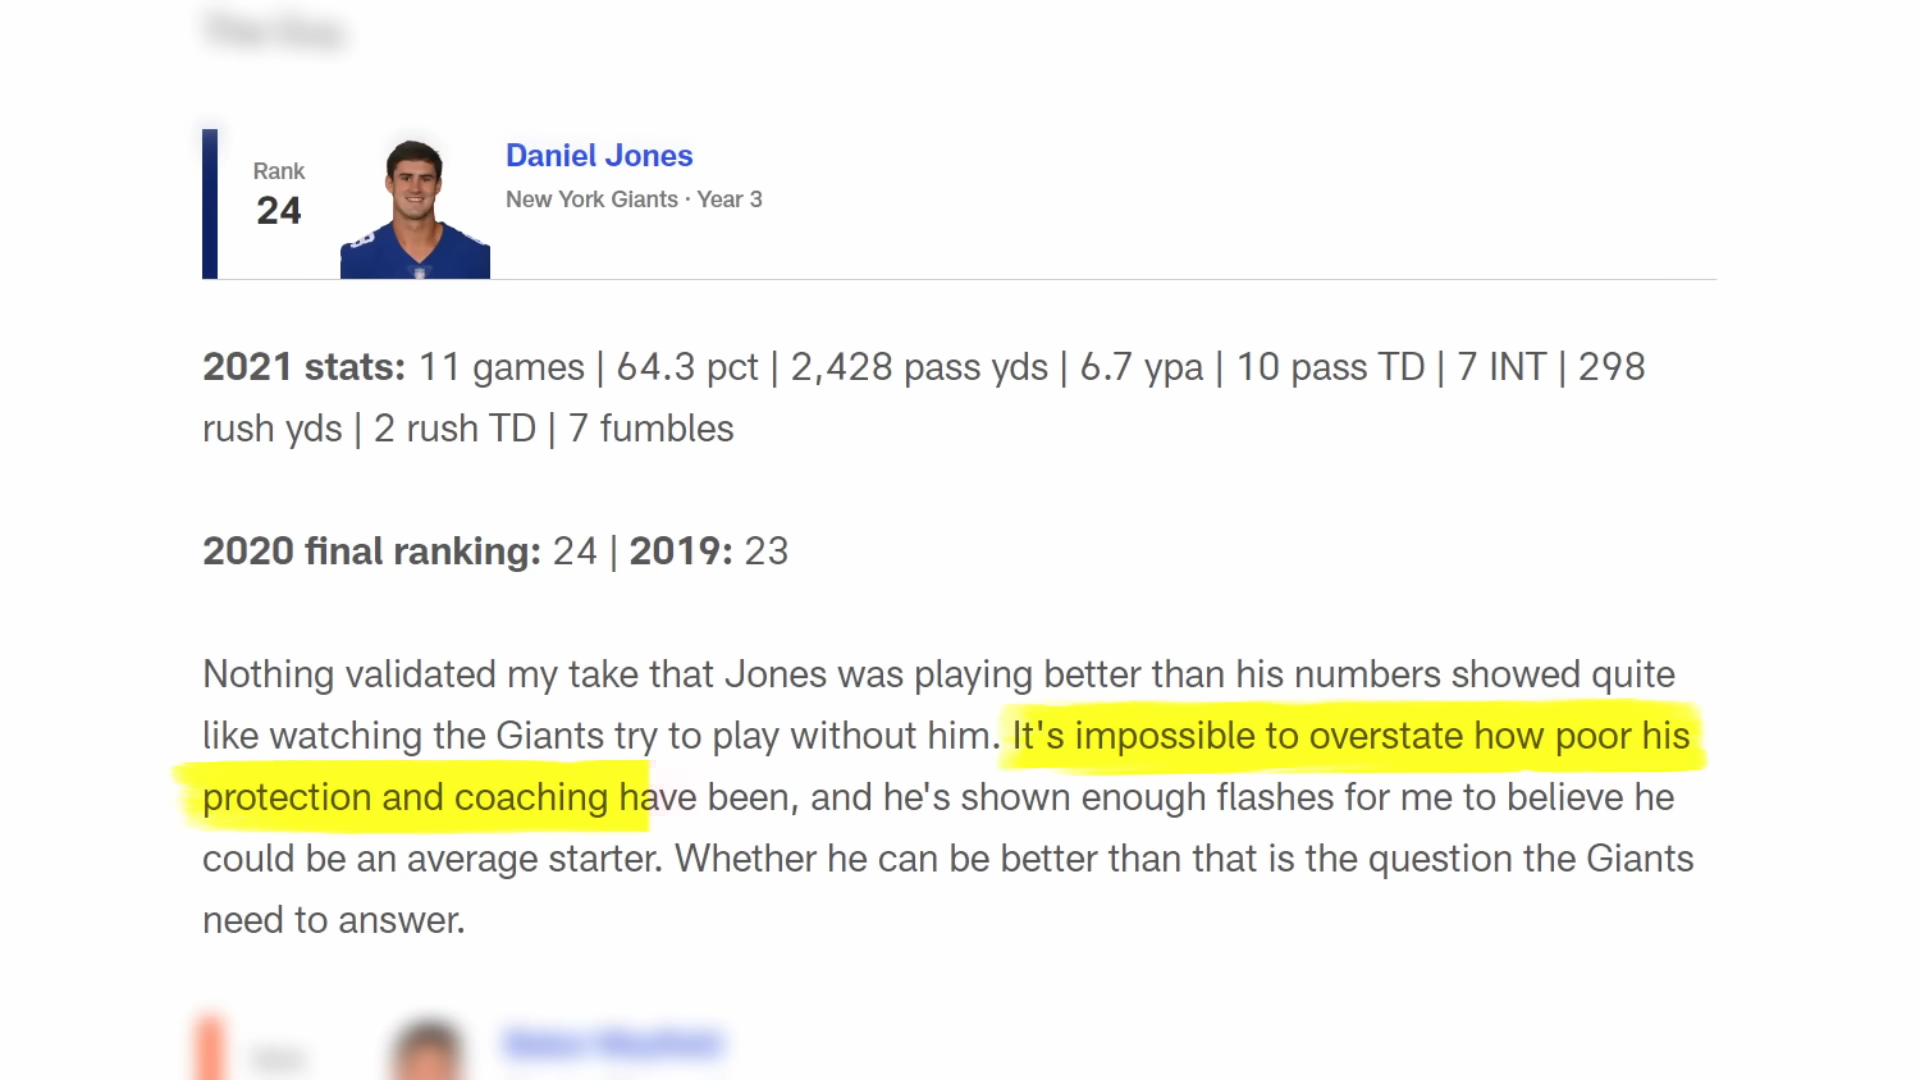 Rank
24
Daniel Jones
New York Giants · Year 3
2021 stats: 11 games | 64.3 pct | 2,428 pass yds | 6.7 ypa | 10 pass TD | 7 INT | 298
rush yds | 2 rush TD | 7 fumbles
2020 final ranking: 24 | 2019: 23
Nothing validated my take that Jones was playing better than his numbers showed quite
like watching the Giants try to play without him. It's impossible to overstate how poor his
protection and coaching have been, and he's shown enough flashes for me to believe he
could be an average starter. Whether he can be better than that is the question the Giants
need to answer.